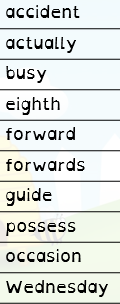 accident
actually
busy
eighth
forward
forwards
guide
possess
occasion
Wednesday